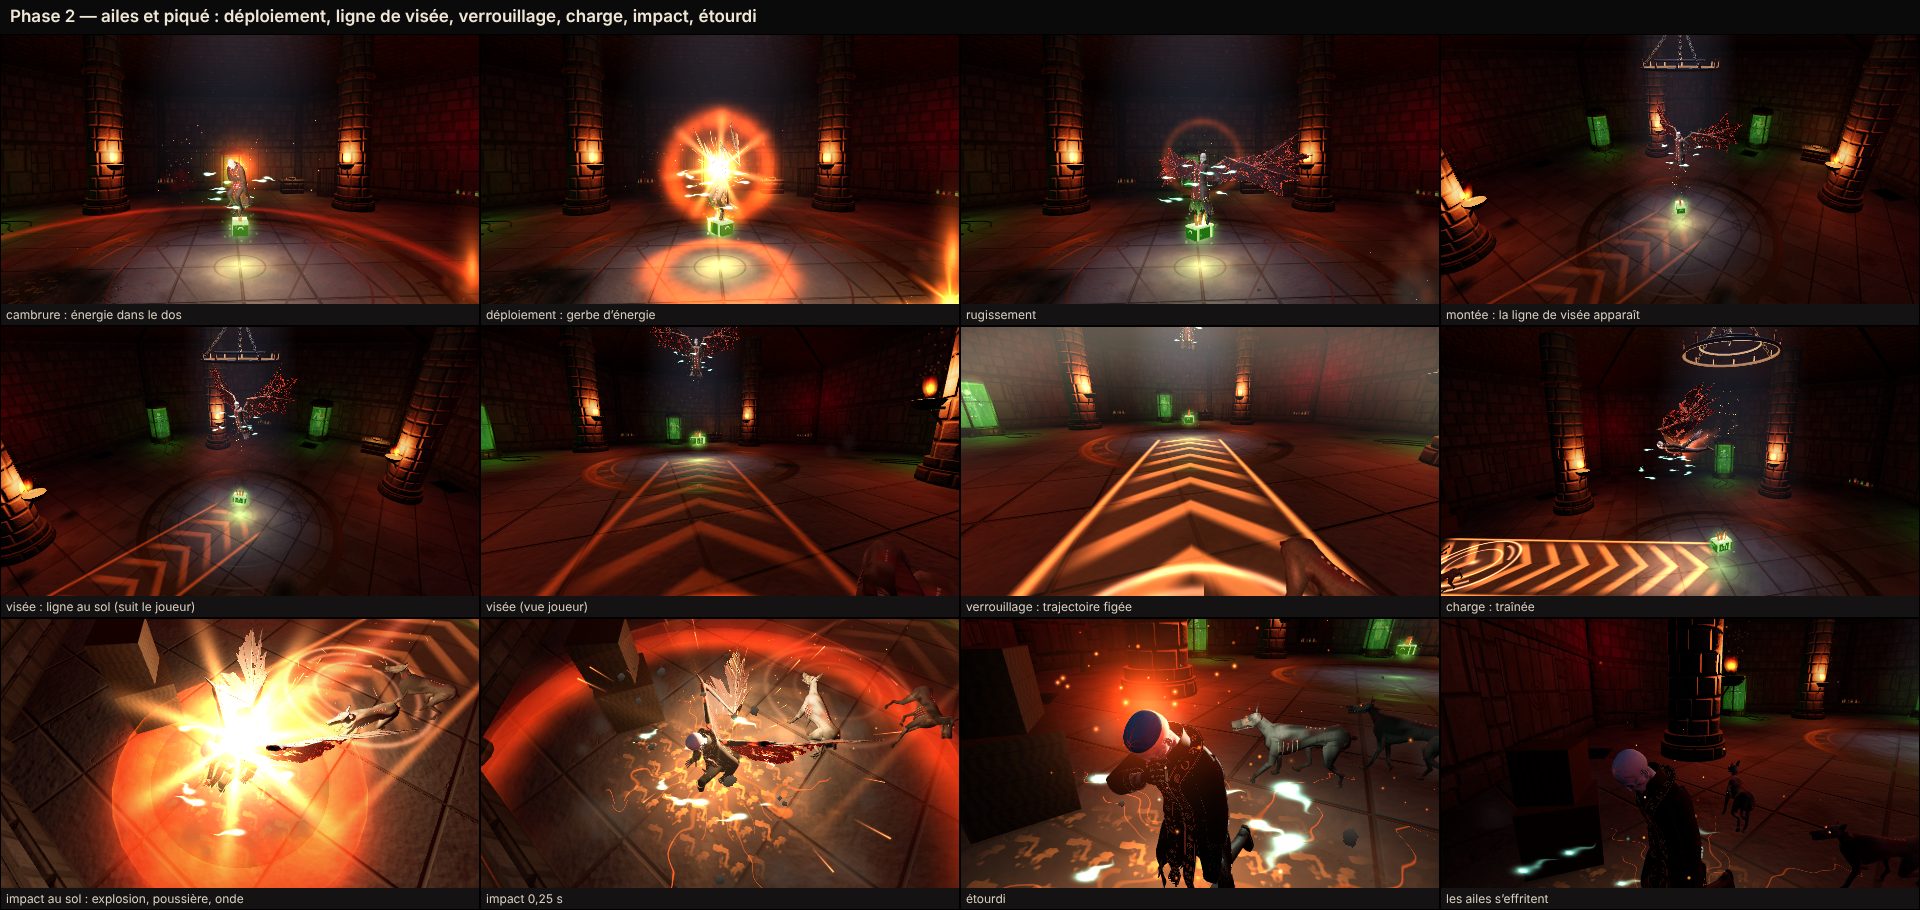 Phase 2 — ailes et piqué : déploiement, ligne de visée, verrouillage, charge, impact, étourdi
cambrure : énergie dans le dos
déploiement : gerbe d’énergie
rugissement
montée : la ligne de visée apparaît
visée : ligne au sol (suit le joueur)
visée (vue joueur)
verrouillage : trajectoire figée
charge : traînée
impact au sol : explosion, poussière, onde
impact 0,25 s
étourdi
les ailes s’effritent